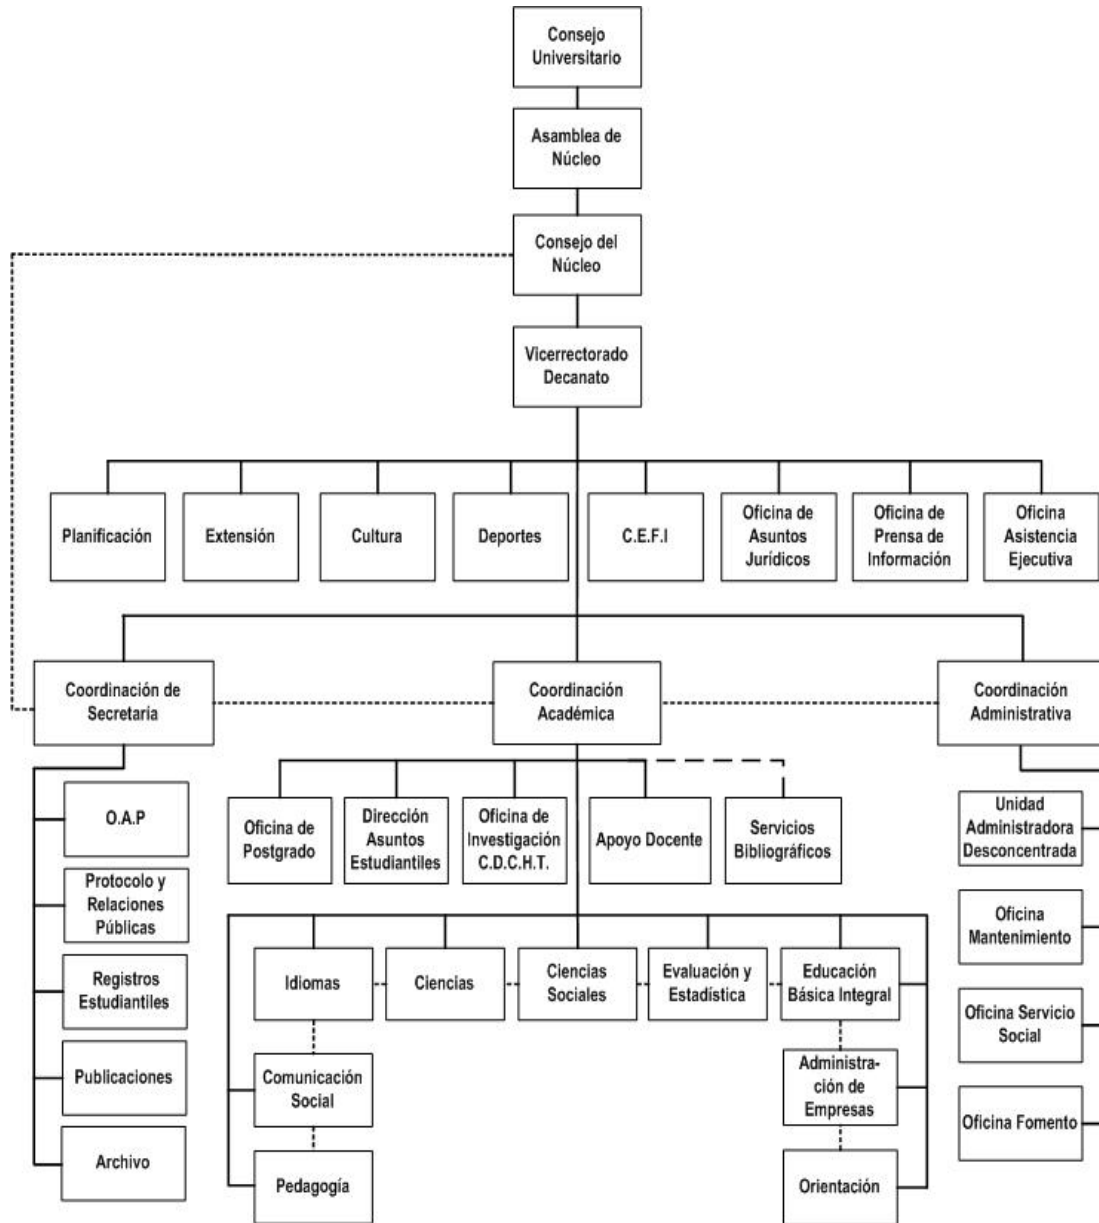 Consejo
Universitario
Asamblea de
Núcleo
Consejo del
Núcleo
Vicerrectorado
Decanato
Planificación
Extensión
Cultura
Deportes
C.E.F.I
Oficina de
Asuntos
Jurídicos
Oficina de
Prensa de
Información
Oficina
Asistencia
Ejecutiva
Coordinación de
Secretaría
Coordinación
Académica
Coordinación
Administrativa
O.A.P
Protocolo y
Relaciones
Públicas
Registros
Estudiantiles
Publicaciones
Archivo
Oficina de
Postgrado
Dirección
Asuntos
Estudiantiles
Oficina de
Investigación
C.D.C.H.T.
Apoyo Docente
Servicios
Bibliográficos
Idiomas
Ciencias
Ciencias
Sociales
Evaluación y
Estadística
Educación
Básica Integral
Comunicación
Social
Pedagogía
Administra-
ción de
Empresas
Orientación
Unidad
Administradora
Desconcentrada
Oficina
Mantenimiento
Oficina Servicio
Social
Oficina Fomento